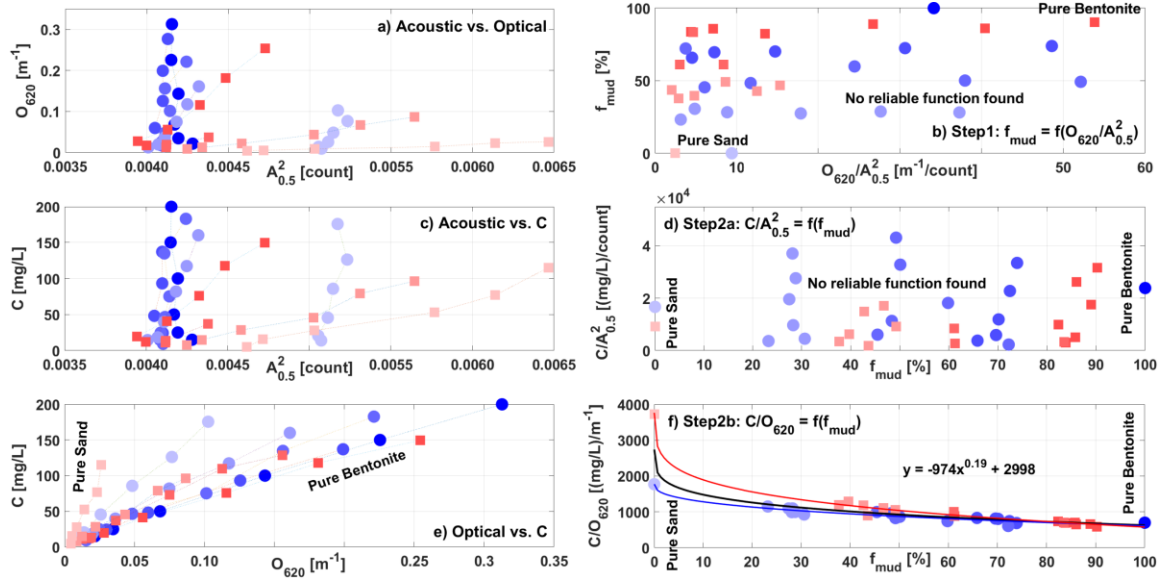 a) Acoustic vs. Optical
O₆₂₀ [m⁻¹]
0.3
0.2
0.1
0
0.0035 0.0040 0.0045 0.0050 0.0055 0.0060 0.0065
A²₀.₅ [count]
f_mud [%]
100
50
0
Pure Bentonite
No reliable function found
Pure Sand
b) Step1: f_mud = f(O₆₂₀/A²₀.₅)
10 20 30 40 50 60
O₆₂₀/A²₀.₅ [m⁻¹/count]
c) Acoustic vs. C
C [mg/L]
200
150
100
50
0
0.0035 0.0040 0.0045 0.0050 0.0055 0.0060 0.0065
A²₀.₅ [count]
× 10⁴
d) Step2a: C/A²₀.₅ = f(f_mud)
C/A²₀.₅ [(mg/L)/count]
4
2
0
Pure Sand
No reliable function found
Pure Bentonite
0 10 20 30 40 50 60 70 80 90 100
f_mud [%]
C [mg/L]
200
150
100
50
0
Pure Sand
Pure Bentonite
e) Optical vs. C
0 0.05 0.10 0.15 0.20 0.25 0.30 0.35
O₆₂₀ [m⁻¹]
f) Step2b: C/O₆₂₀ = f(f_mud)
C/O₆₂₀ [(mg/L)/m⁻¹]
4000
3000
2000
1000
0
y = -974x^0.19 + 2998
Pure Sand
Pure Bentonite
0 10 20 30 40 50 60 70 80 90 100
f_mud [%]